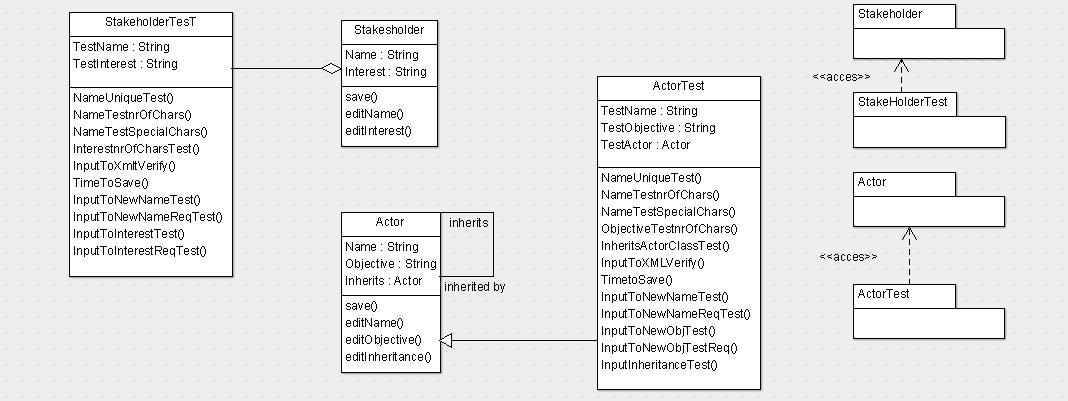 StakeholderTesT
TestName : String
TestInterest : String
NameUniqueTest()
NameTestnrOfChars()
NameTestSpecialChars()
InterestnrOfCharsTest()
InputToXmltVerify()
TimeToSave()
InputToNewNameTest()
InputToNewNameReqTest()
InputToInterestTest()
InputToInterestReqTest()
Stakesholder
Name : String
Interest : String
save()
editName()
editInterest()
Actor
Name : String
Objective : String
Inherits : Actor
save()
editName()
editObjective()
editInheritance()
inherits
inherited by
ActorTest
TestName : String
TestObjective : String
TestActor : Actor
NameUniqueTest()
NameTestnrOfChars()
NameTestSpecialChars()
ObjectiveTestnrOfChars()
InheritsActorClassTest()
InputToXMLVerify()
TimetoSave()
InputToNewNameTest()
InputToNewNameReqTest()
InputToNewObjTest()
InputToNewObjTestReq()
InputInheritanceTest()
Stakeholder
<<acces>>
StakeHolderTest
Actor
<<acces>>
ActorTest